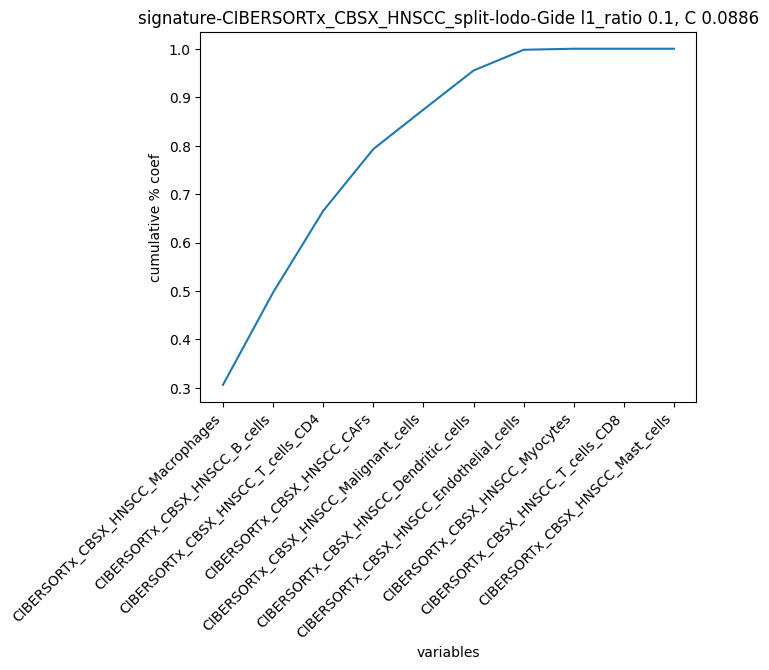 signature-CIBERSORTx_CBSX_HNSCC_split-lodo-Gide l1_ratio 0.1, C 0.0886
1.0
0.9
0.8
0.7
0.6
0.5
0.4
0.3
cumulative % coef
CIBERSORTx_CBSX_HNSCC_Macrophages
CIBERSORTx_CBSX_HNSCC_B_cells
CIBERSORTx_CBSX_HNSCC_T_cells_CD4
CIBERSORTx_CBSX_HNSCC_CAFs
CIBERSORTx_CBSX_HNSCC_Malignant_cells
CIBERSORTx_CBSX_HNSCC_Dendritic_cells
CIBERSORTx_CBSX_HNSCC_Endothelial_cells
CIBERSORTx_CBSX_HNSCC_Myocytes
CIBERSORTx_CBSX_HNSCC_T_cells_CD8
CIBERSORTx_CBSX_HNSCC_Mast_cells
variables